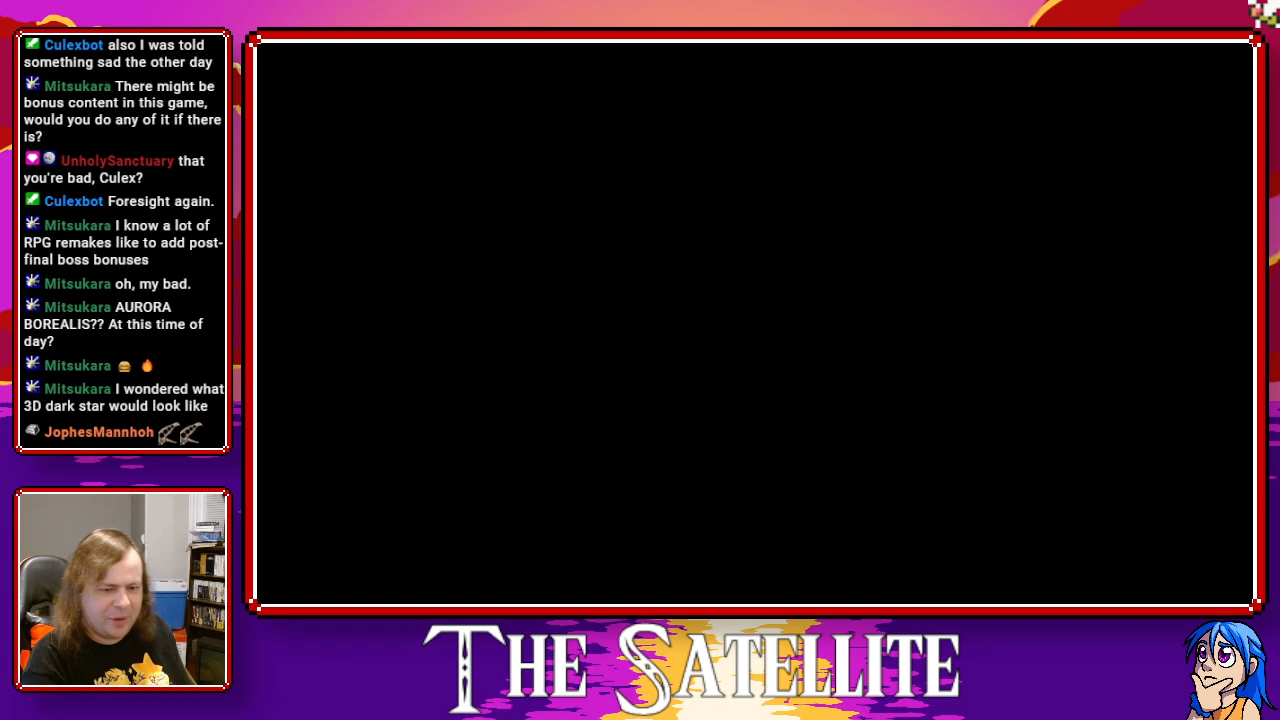 Culexbot also I was told
something sad the other day
Mitsukara There might be
bonus content in this game,
would you do any of it if there
is?
UnholySanctuary that
you're bad, Culex?
Culexbot Foresight again.
Mitsukara I know a lot of
RPG remakes like to add post-
final boss bonuses
Mitsukara oh, my bad.
Mitsukara AURORA
BOREALIS?? At this time of
day?
Mitsukara
Mitsukara I wondered what
3D dark star would look like
JophesMannhoh
THE SATELLITE